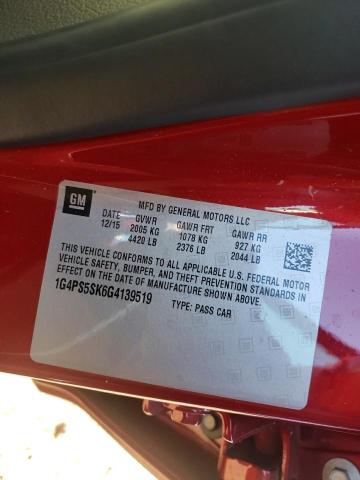 GM
MFD BY GENERAL MOTORS LLC
DATE GVWR GAWR FRT GAWR RR
12/15 2005 KG 1078 KG 927 KG
4420 LB 2376 LB 2044 LB
THIS VEHICLE CONFORMS TO ALL APPLICABLE U.S. FEDERAL MOTOR
VEHICLE SAFETY, BUMPER, AND THEFT PREVENTION STANDARDS
IN EFFECT ON THE DATE OF MANUFACTURE SHOWN ABOVE.
1G4PS5SK6G4139519 TYPE: PASS CAR